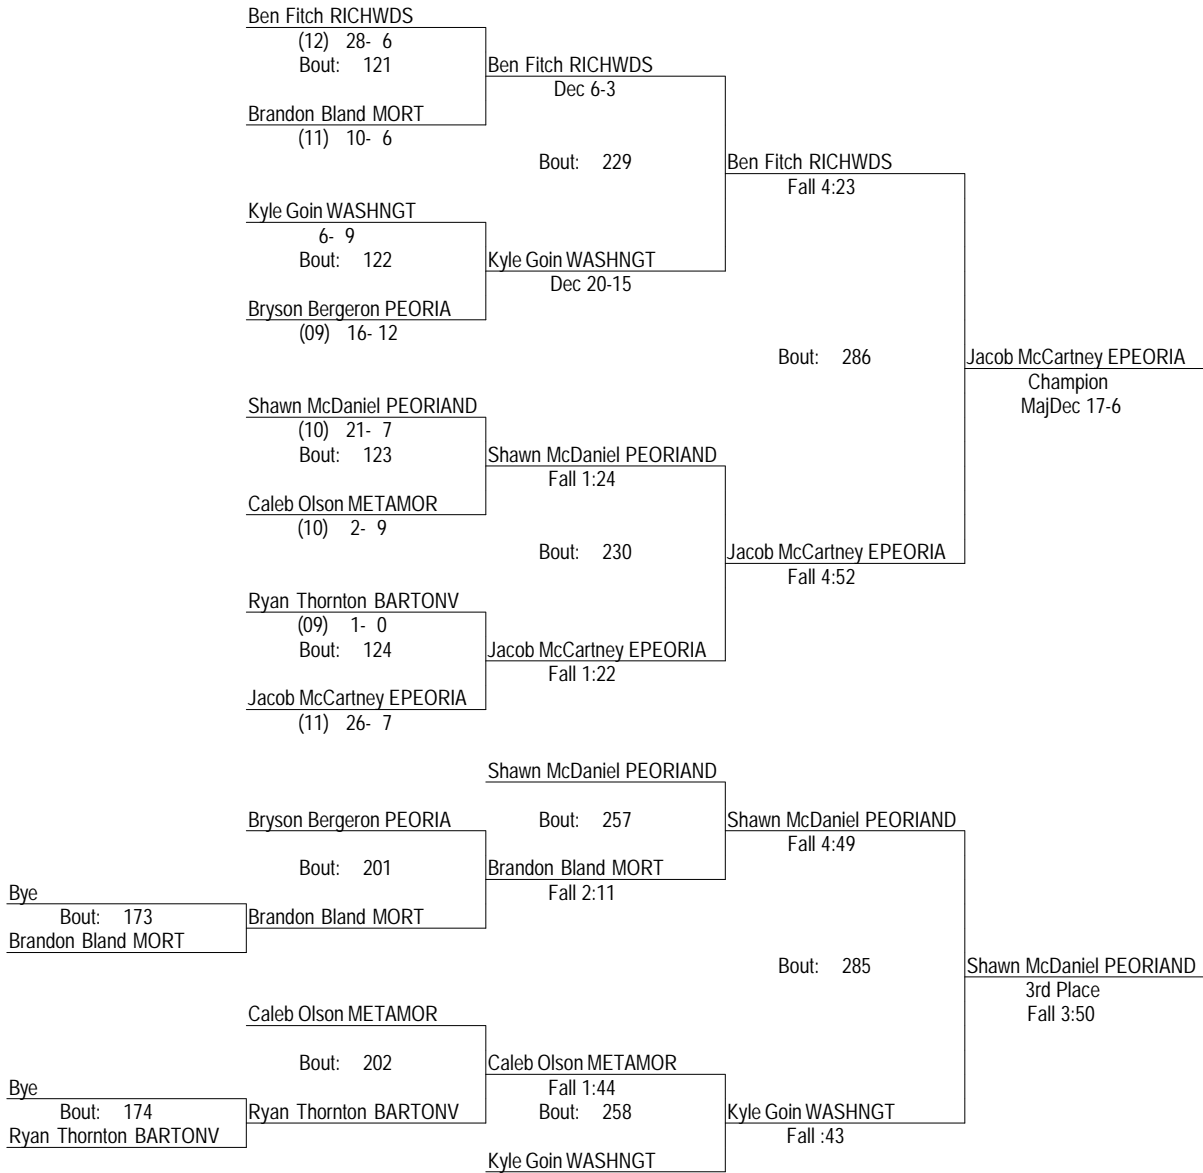 Ben Fitch RICHWDS
(12) 28- 6
Bout: 121
Ben Fitch RICHWDS
Dec 6-3
Brandon Bland MORT
(11) 10- 6
Bout: 229
Ben Fitch RICHWDS
Fall 4:23
Kyle Goin WASHNGT
6- 9
Bout: 122
Kyle Goin WASHNGT
Dec 20-15
Bryson Bergeron PEORIA
(09) 16- 12
Bout: 286
Jacob McCartney EPEORIA
Champion
MajDec 17-6
Shawn McDaniel PEORIAND
(10) 21- 7
Bout: 123
Shawn McDaniel PEORIAND
Fall 1:24
Caleb Olson METAMOR
(10) 2- 9
Bout: 230
Jacob McCartney EPEORIA
Fall 4:52
Ryan Thornton BARTONV
(09) 1- 0
Bout: 124
Jacob McCartney EPEORIA
Fall 1:22
Jacob McCartney EPEORIA
(11) 26- 7
Shawn McDaniel PEORIAND
Bryson Bergeron PEORIA
Bout: 257
Shawn McDaniel PEORIAND
Fall 4:49
Bout: 201
Brandon Bland MORT
Fall 2:11
Bye
Bout: 173
Brandon Bland MORT
Brandon Bland MORT
Bout: 285
Shawn McDaniel PEORIAND
3rd Place
Fall 3:50
Caleb Olson METAMOR
Bout: 202
Caleb Olson METAMOR
Fall 1:44
Bye
Bout: 174
Ryan Thornton BARTONV
Bout: 258
Kyle Goin WASHNGT
Fall :43
Ryan Thornton BARTONV
Kyle Goin WASHNGT